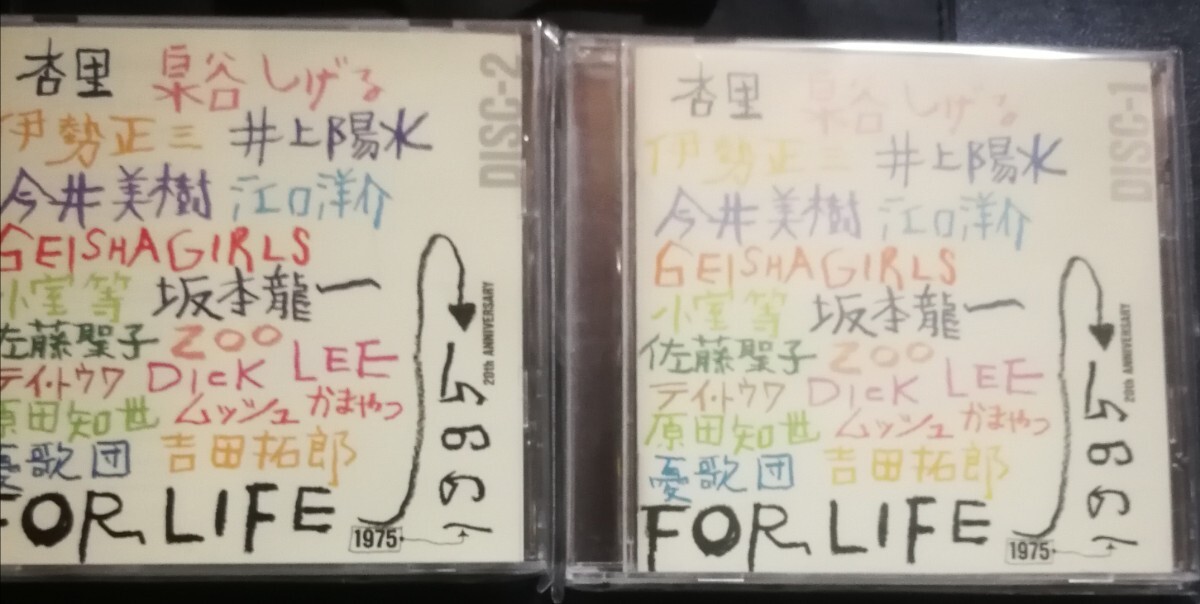 杏里 泉谷しげる
伊勢正三 井上陽水
今井美樹 江口洋介
GEISHA GIRLS
小室等 坂本龍一
佐藤聖子 ZOO
テイ・トウワ DICK LEE
原田知世 ムッシュかまやつ
憂歌団 吉田拓郎
FOR LIFE
1975
1995
20th ANNIVERSARY
DISC-2
杏里 泉谷しげる
伊勢正三 井上陽水
今井美樹 江口洋介
GEISHA GIRLS
小室等 坂本龍一
佐藤聖子 ZOO
テイ・トウワ DICK LEE
原田知世 ムッシュかまやつ
憂歌団 吉田拓郎
FOR LIFE
1975
1995
20th ANNIVERSARY
DISC-1